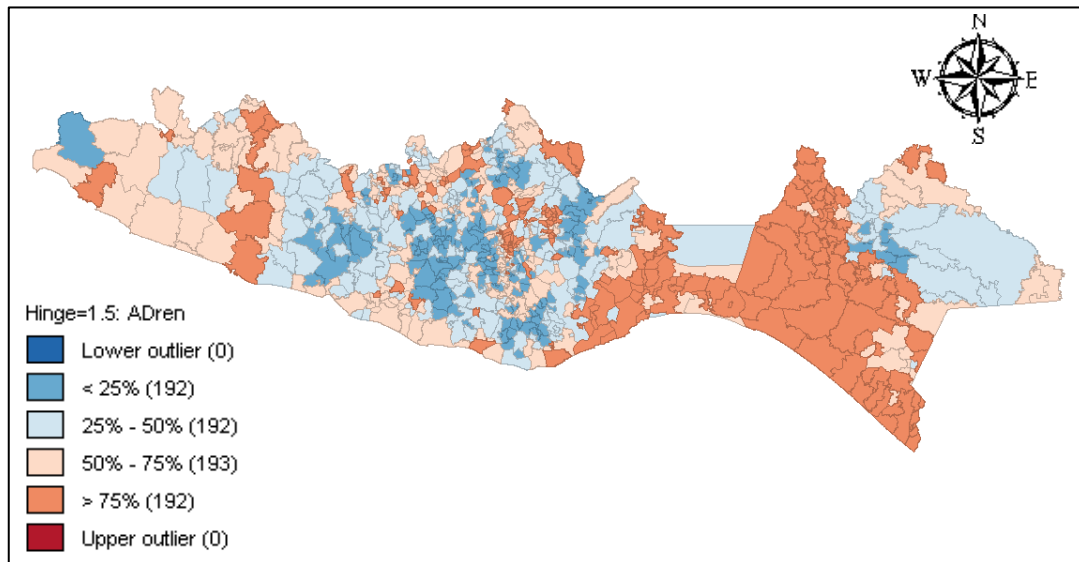 N
W
E
S
Hinge=1.5: ADren
Lower outlier (0)
< 25% (192)
25% - 50% (192)
50% - 75% (193)
> 75% (192)
Upper outlier (0)